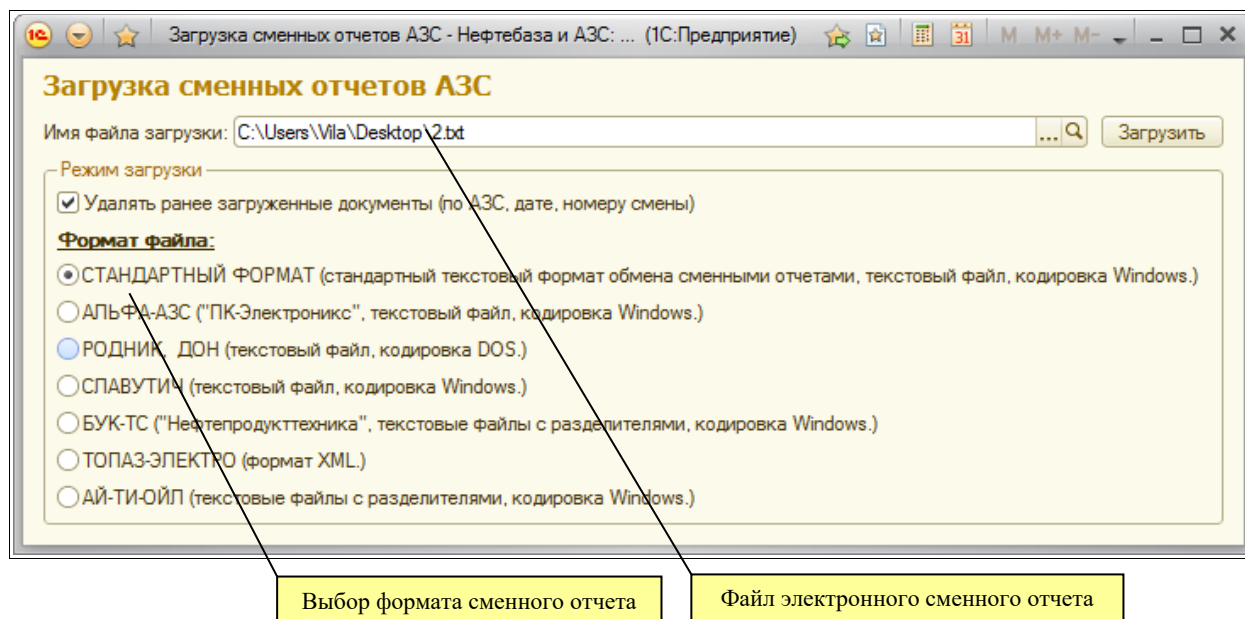 Загрузка сменных отчетов АЗС - Нефтебаза и АЗС: ... (1С:Предприятие) 31 M M+ M-
Загрузка сменных отчетов АЗС
Имя файла загрузки: C:\Users\Vila\Desktop\2.txt ... Загрузить
Режим загрузки
Удалять ранее загруженные документы (по АЗС, дате, номеру смены)
Формат файла:
СТАНДАРТНЫЙ ФОРМАТ (стандартный текстовый формат обмена сменными отчетами, текстовый файл, кодировка Windows.)
АЛЬФА-АЗС ("ПК-Электроникс", текстовый файл, кодировка Windows.)
РОДНИК, ДОН (текстовый файл, кодировка DOS.)
СЛАВУТИЧ (текстовый файл, кодировка Windows.)
БУК-ТС ("Нефтепродукттехника", текстовые файлы с разделителями, кодировка Windows.)
ТОПАЗ-ЭЛЕКТРО (формат XML.)
АЙ-ТИ-ОЙЛ (текстовые файлы с разделителями, кодировка Windows.)
Выбор формата сменного отчета
Файл электронного сменного отчета